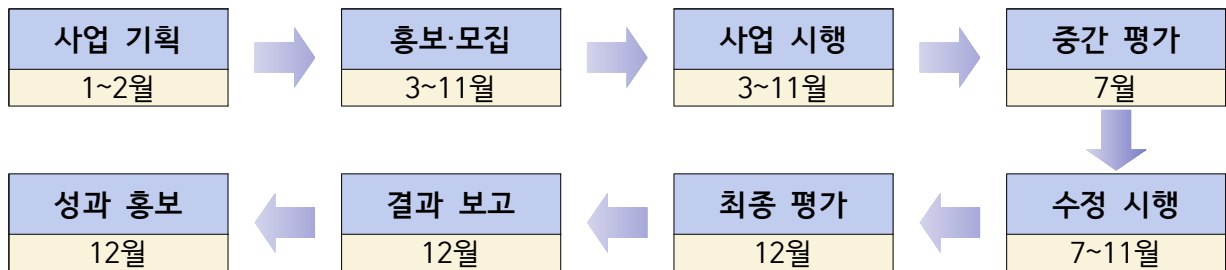 사업 기획
1~2월
홍보·모집
3~11월
사업 시행
3~11월
중간 평가
7월
수정 시행
7~11월
최종 평가
12월
결과 보고
12월
성과 홍보
12월